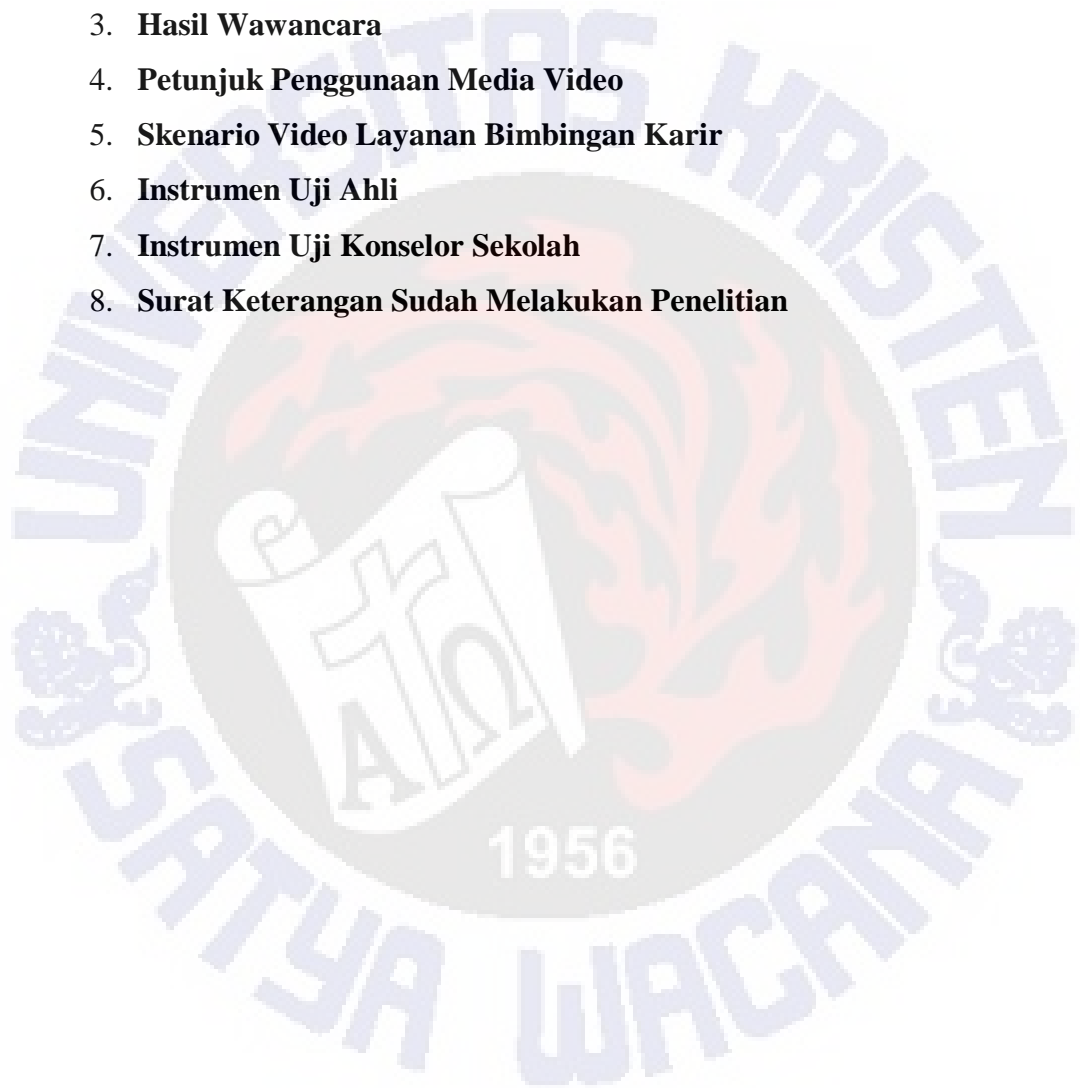 3. Hasil Wawancara
4. Petunjuk Penggunaan Media Video
5. Skenario Video Layanan Bimbingan Karir
6. Instrumen Uji Ahli
7. Instrumen Uji Konselor Sekolah
8. Surat Keterangan Sudah Melakukan Penelitian
UNIVERSITAS KRISTEN
ΑΩ
1956
SATYA WACANA